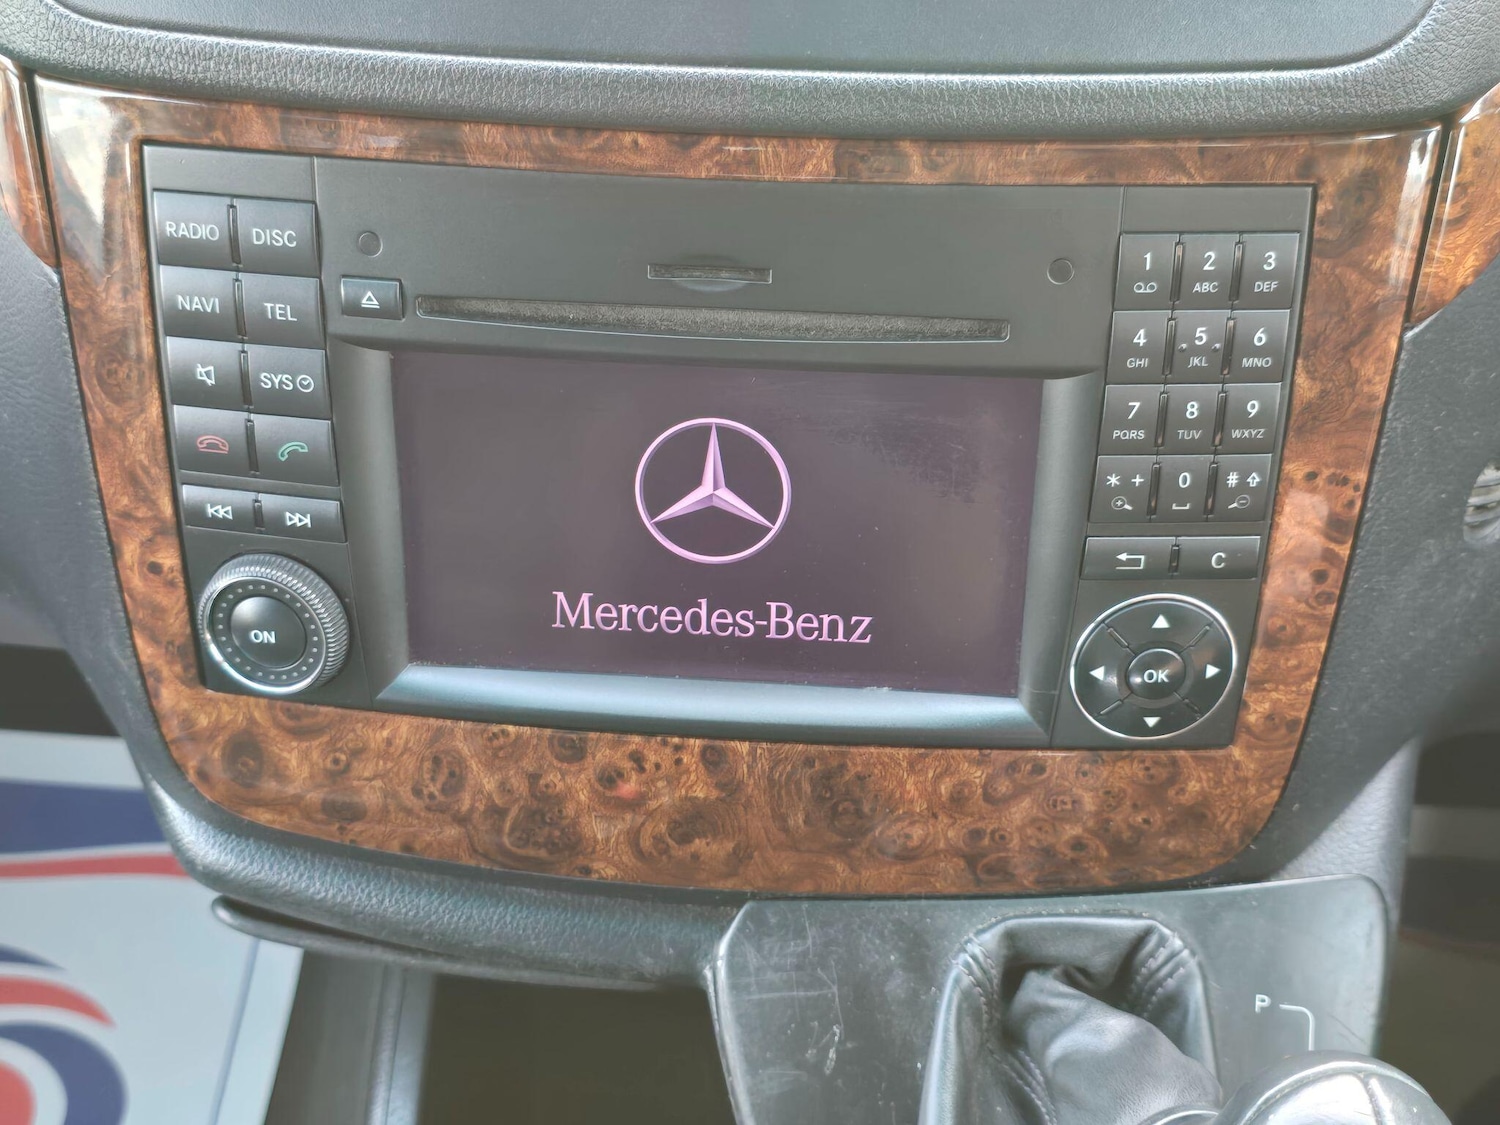 RADIO DISC
NAVI TEL
SYS
ON
Mercedes-Benz
1 2 3
ABC DEF
4 5 6
GHI JKL MNO
7 8 9
PQRS TUV WXYZ
* + 0 #
C
OK
P